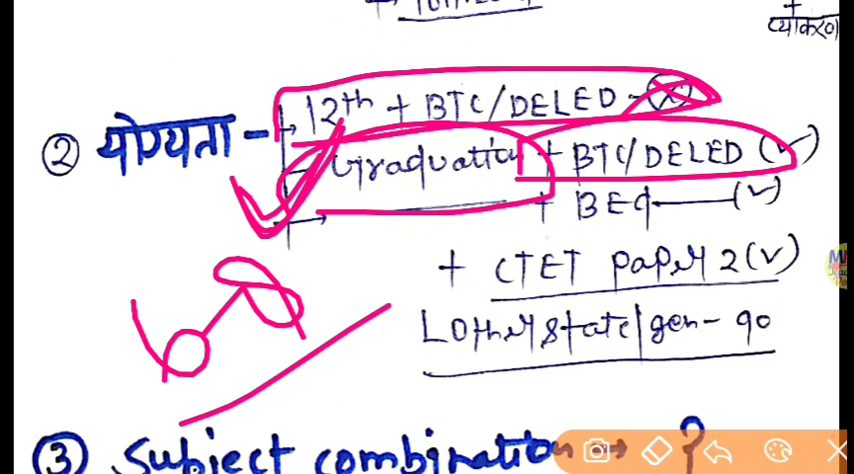 +
व्याकरण
② योग्यता - 12th + BTC/DELED - (×)
Graduation + BTC/DELED (✓)
+ BEd (✓)
+ CTET paper 2 (✓)
Other state/gen - 90
③ Subject combination → ?